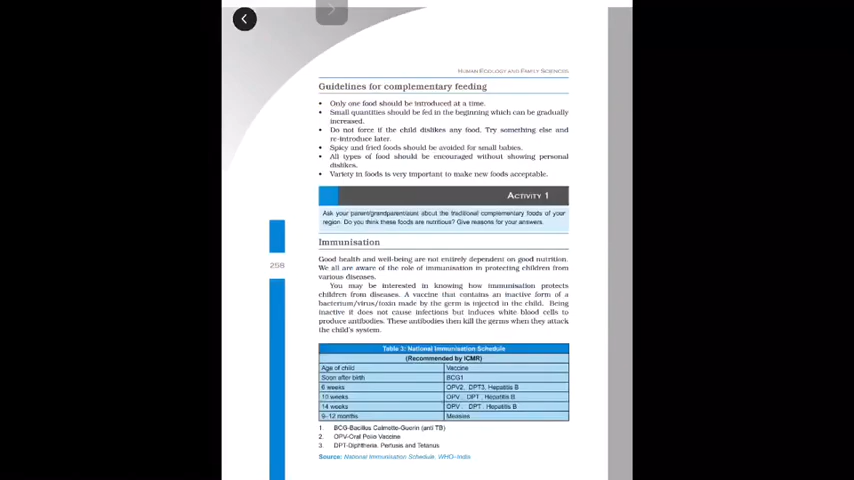 HUMAN ECOLOGY AND FMILY SCIENCES
Guidelines for complementary feeding
• Only one food should be introduced at a time.
• Small quantities should be fed in the beginning which can be gradually
increased.
• Do not force if the child dislikes any food. Try something else and
re-introduce later.
• Spicy and fried foods should be avoided for small babies.
• All types of food should be encouraged without showing personal
dislikes.
• Variety in foods is very important to make new foods acceptable.
ACTIVITY 1
Ask your parent/grandparent/aunt about the traditional complementary foods of your
region. Do you think these foods are nutritious? Give reasons for your answers.
Immunisation
258
Good health and well-being are not entirely dependent on good nutrition.
We all are aware of the role of immunisation in protecting children from
various diseases.
You may be interested in knowing how immunisation protects
children from diseases. A vaccine that contains an inactive form of a
bacterium/virus/toxin made by the germ is injected in the child. Being
inactive it does not cause infections but induces white blood cells to
produce antibodies. These antibodies then kill the germs when they attack
the child's system.
Table 3: National Immunisation Schedule
(Recommended by ICMR)
Age of child Vaccine
Soon after birth BCG1
6 weeks OPV2, DPT3, Hepatitis B
10 weeks OPV, DPT, Hepatitis B
14 weeks OPV, DPT, Hepatitis B
9–12 months Measles
1. BCG-Bacillus Calmette-Guerin (anti TB)
2. OPV-Oral Polio Vaccine
3. DPT-Diphtheria, Pertusis and Tetanus
Source: National Immunisation Schedule, WHO-India